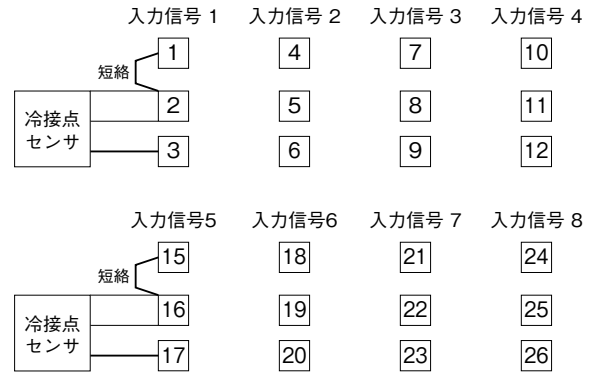 入力信号 1 入力信号 2 入力信号 3 入力信号 4
1 4 7 10
短絡
2 5 8 11
冷接点
センサ
3 6 9 12
入力信号5 入力信号6 入力信号 7 入力信号 8
15 18 21 24
短絡
16 19 22 25
冷接点
センサ
17 20 23 26